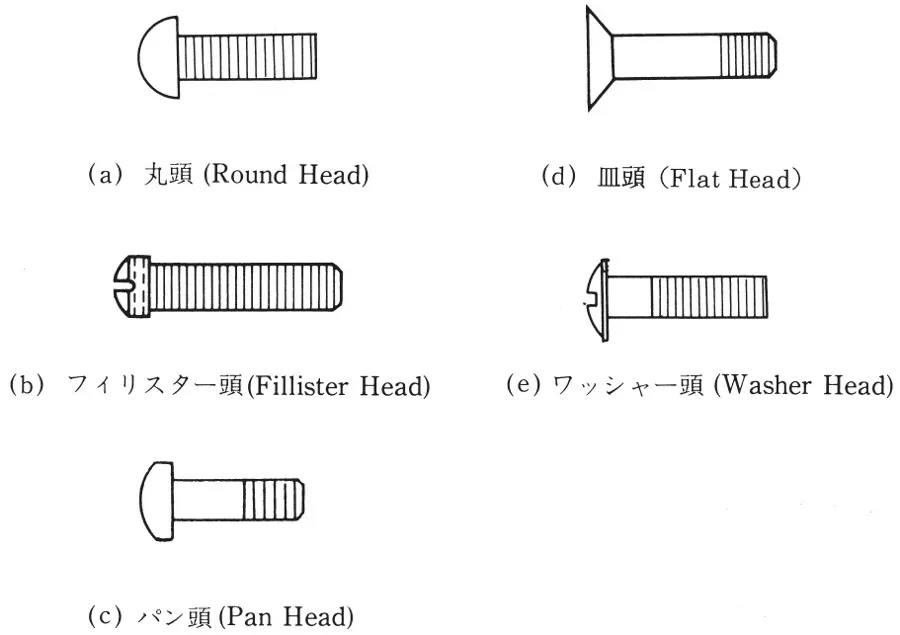 (a) 丸頭 (Round Head)
(d) 皿頭 (Flat Head)
(b) フィリスター頭(Fillister Head)
(e) ワッシャー頭 (Washer Head)
(c) パン頭 (Pan Head)